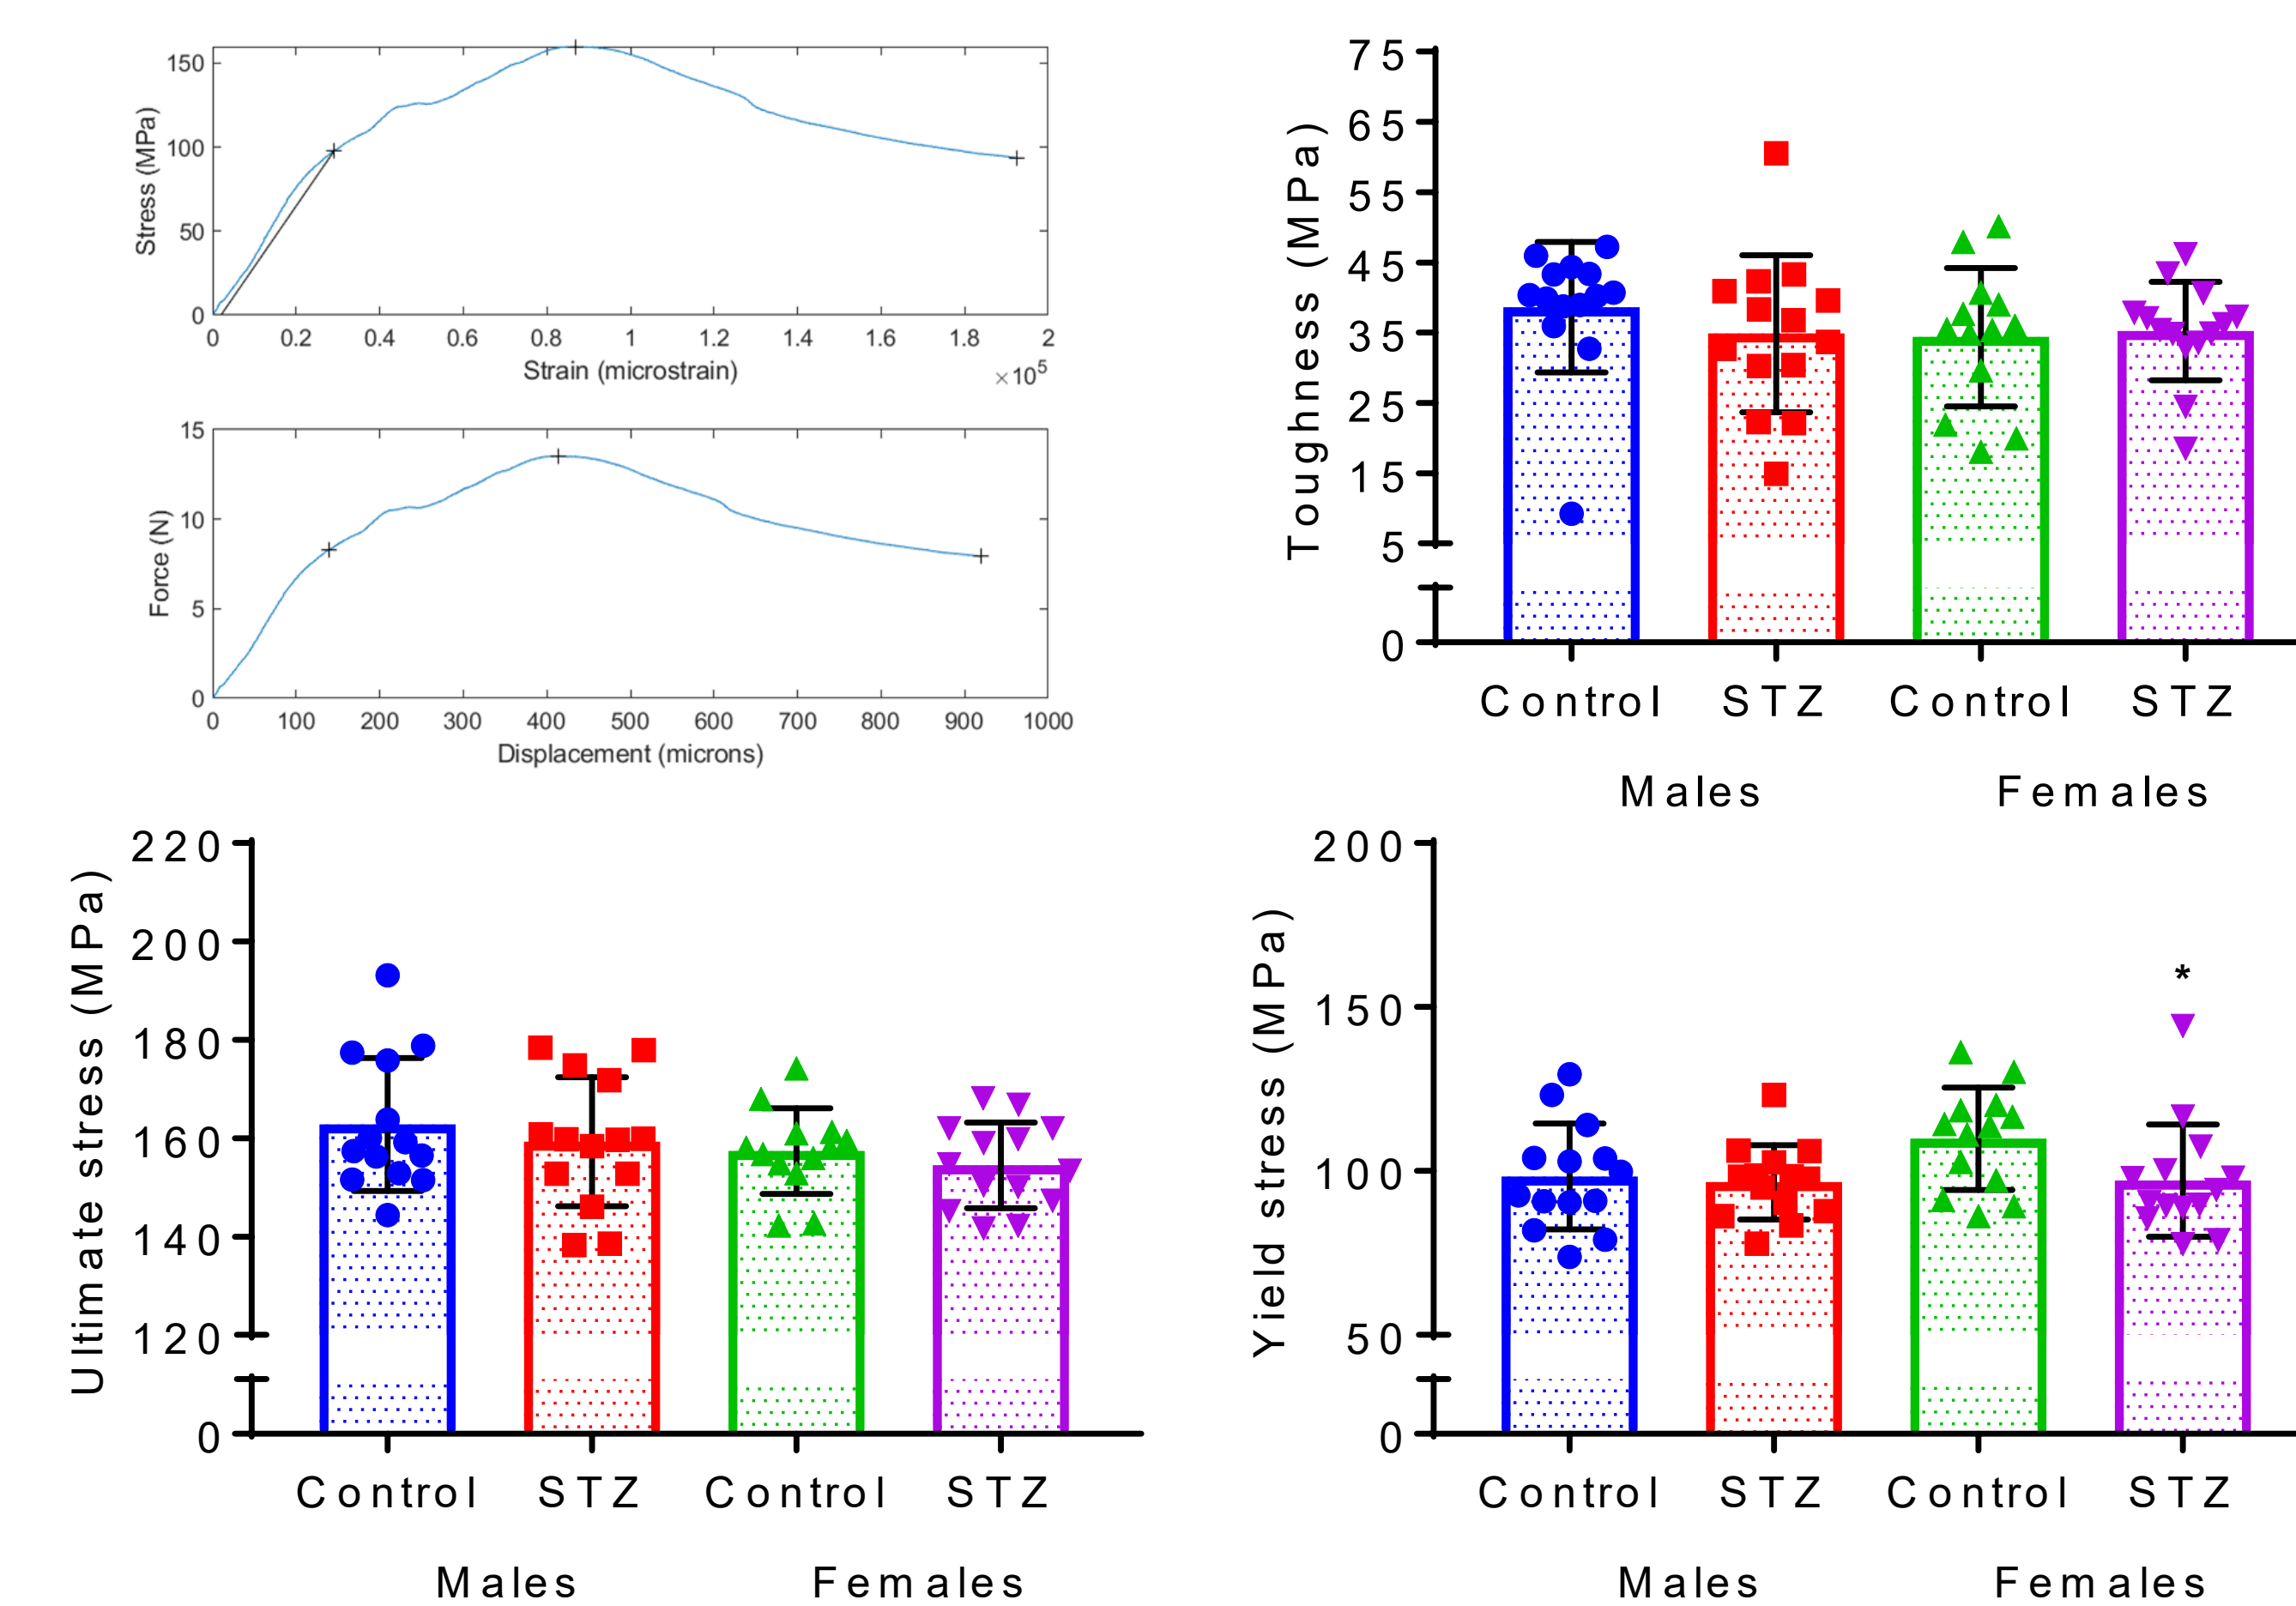 150
100
50
0
Stress (MPa)
0 0.2 0.4 0.6 0.8 1 1.2 1.4 1.6 1.8 2
Strain (microstrain)
×10^5
15
10
5
0
Force (N)
0 100 200 300 400 500 600 700 800 900 1000
Displacement (microns)
75
65
55
45
35
25
15
5
0
Toughness (MPa)
Control STZ Control STZ
Males Females
220
200
180
160
140
120
0
Ultimate stress (MPa)
Control STZ Control STZ
Males Females
200
150
100
50
0
Yield stress (MPa)
*
Control STZ Control STZ
Males Females